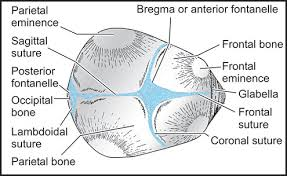 Parietal
eminence
Sagittal
suture
Posterior
fontanelle
Occipital
bone
Lambdoidal
suture
Parietal bone
Bregma or anterior fontanelle
Frontal bone
Frontal
eminence
Glabella
Frontal
suture
Coronal suture